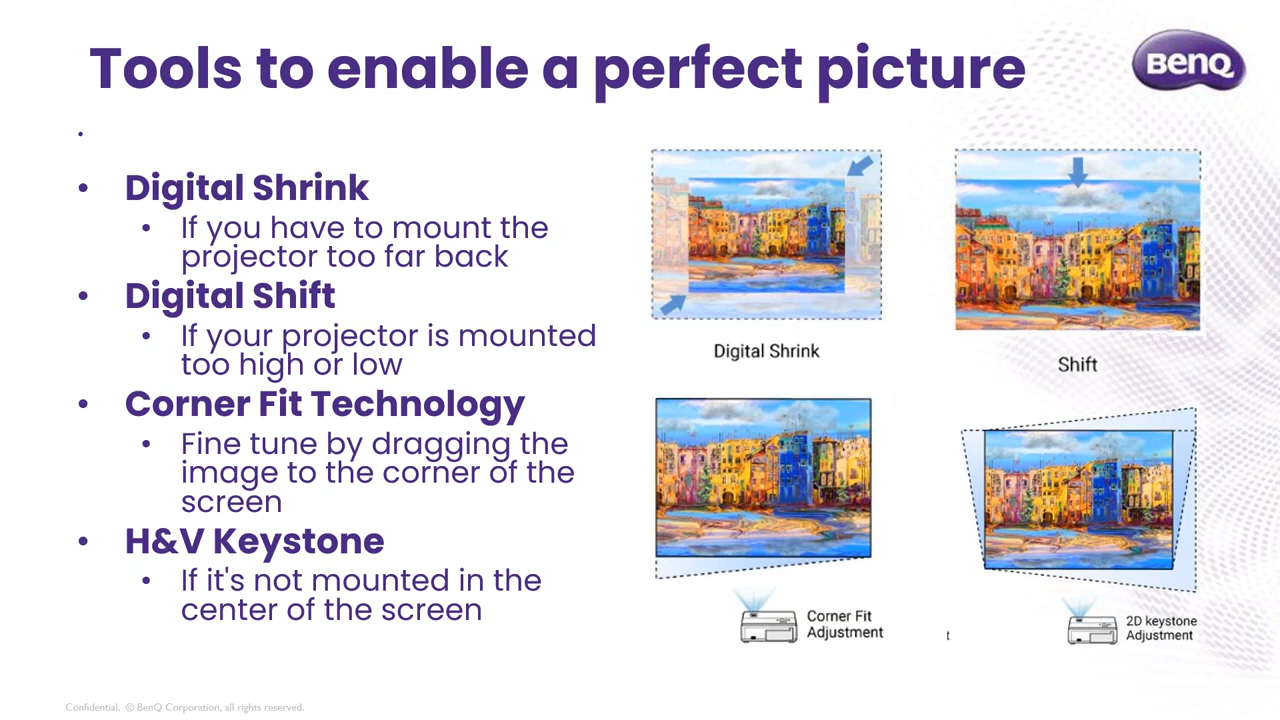 Tools to enable a perfect picture
BenQ
•
• Digital Shrink
• If you have to mount the
projector too far back
• Digital Shift
• If your projector is mounted
too high or low
• Corner Fit Technology
• Fine tune by dragging the
image to the corner of the
screen
• H&V Keystone
• If it's not mounted in the
center of the screen
Digital Shrink
Shift
Corner Fit
Adjustment
t
2D keystone
Adjustment
Confidential. © BenQ Corporation, all rights reserved.